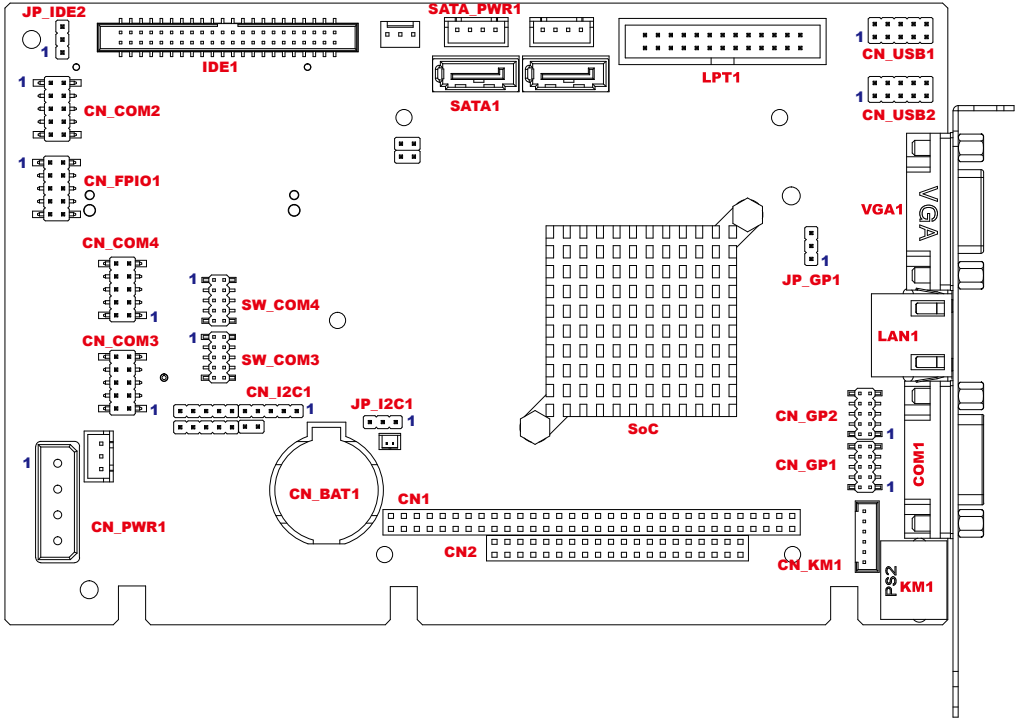 JP_IDE2
SATA_PWR1
1
IDE1
LPT1
1
CN_USB1
1
CN_COM2
SATA1
1
CN_USB2
1
CN_FPIO1
VGA1
VGA
CN_COM4
1
SW_COM4
1
JP_GP1
1
CN_COM3
1
SW_COM3
LAN1
1
CN_I2C1
1
JP_I2C1
1
SoC
CN_GP2
1
1
CN_PWR1
CN_BAT1
CN1
CN_GP1
1
COM1
CN2
CN_KM1
PS2
KM1